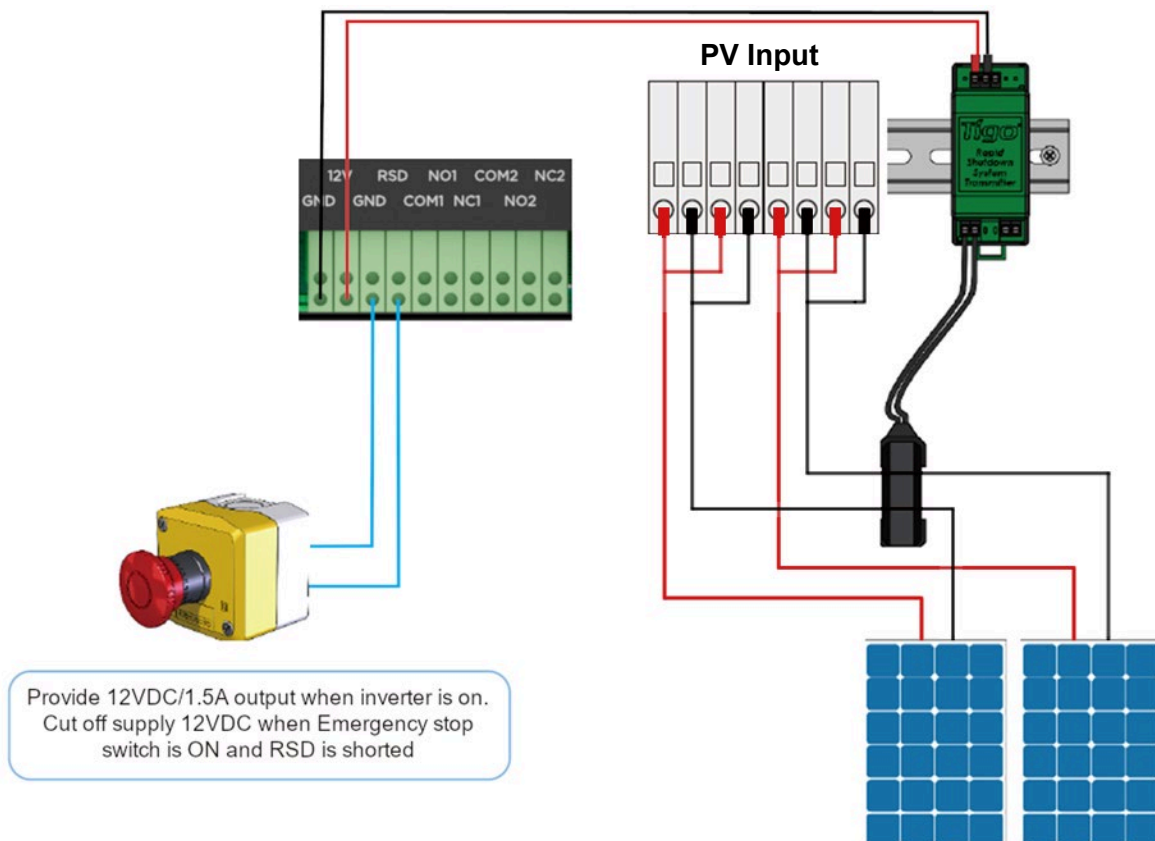 PV Input
Tigo
Rapid
Shutdown
System
Transmitter
12V RSD NO1 COM2 NC2
GND GND COM1 NC1 NO2
Provide 12VDC/1.5A output when inverter is on.
Cut off supply 12VDC when Emergency stop
switch is ON and RSD is shorted